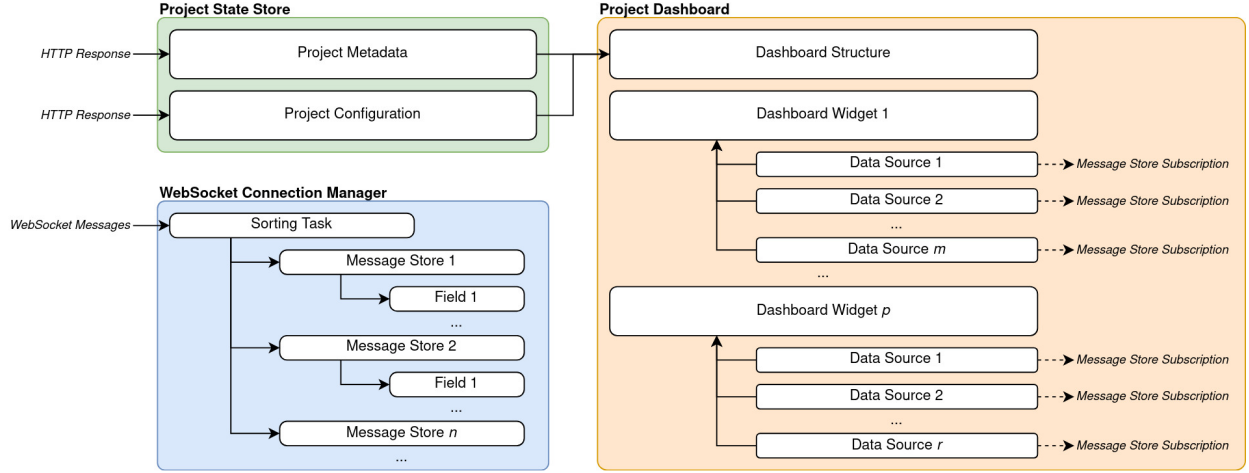 Project State Store
HTTP Response
Project Metadata
HTTP Response
Project Configuration
WebSocket Connection Manager
WebSocket Messages
Sorting Task
Message Store 1
Field 1
...
Message Store 2
Field 1
...
Message Store n
...
Project Dashboard
Dashboard Structure
Dashboard Widget 1
Data Source 1
Message Store Subscription
Data Source 2
Message Store Subscription
...
Data Source m
Message Store Subscription
...
Dashboard Widget p
Data Source 1
Message Store Subscription
Data Source 2
Message Store Subscription
...
Data Source r
Message Store Subscription